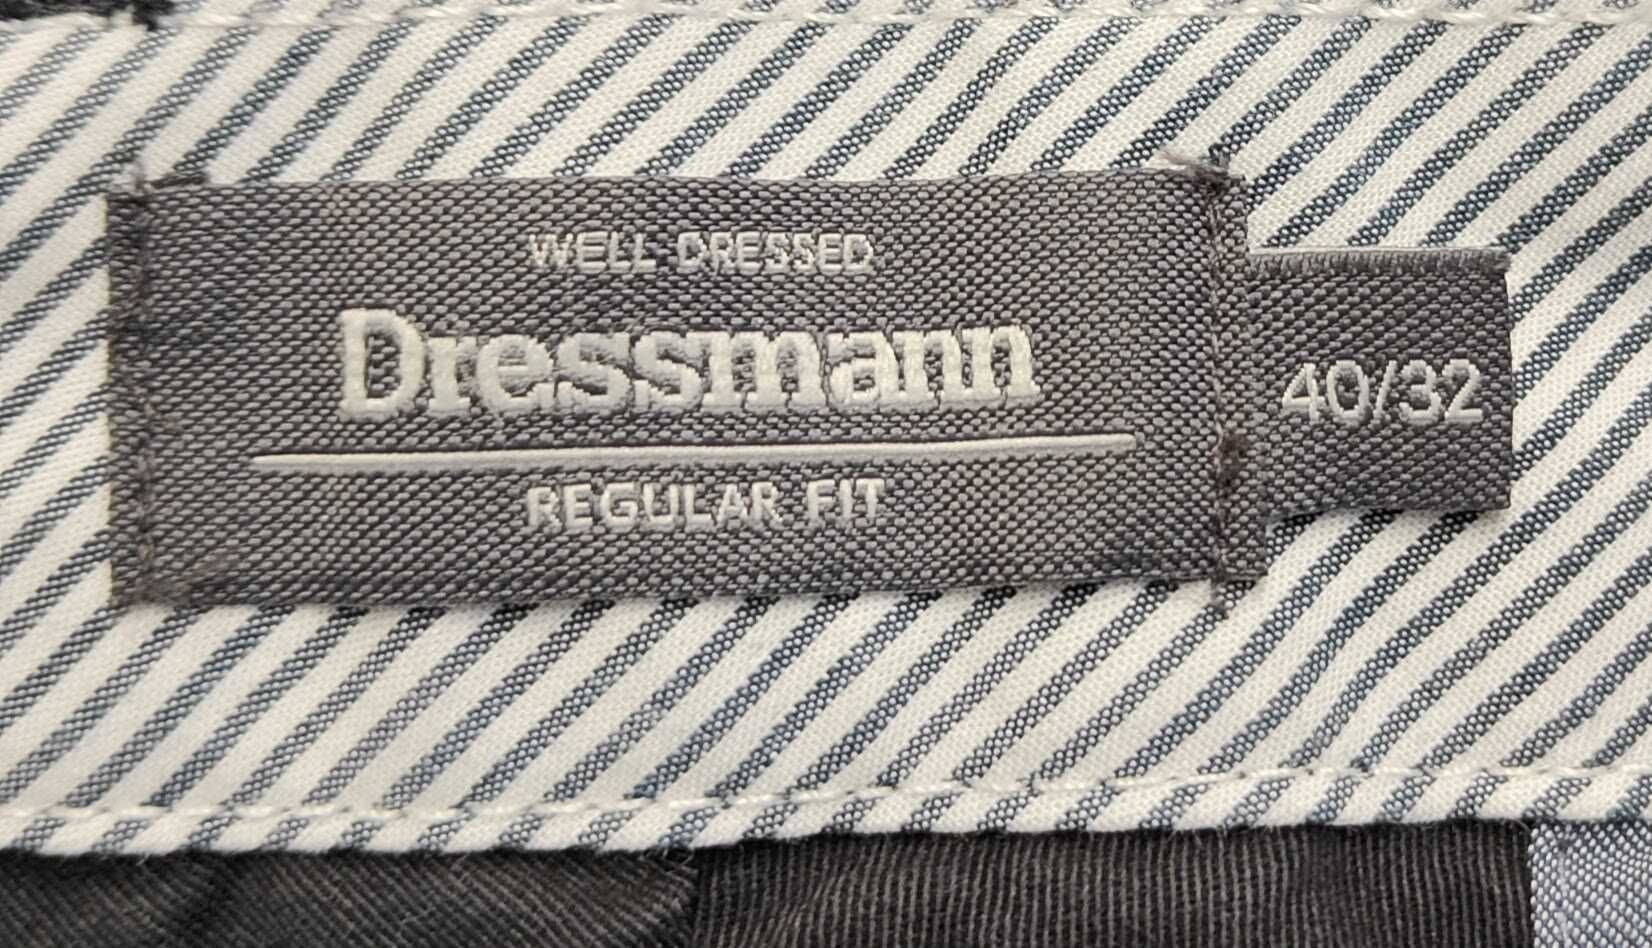 WELL DRESSED
Dressmann
REGULAR FIT
40/32